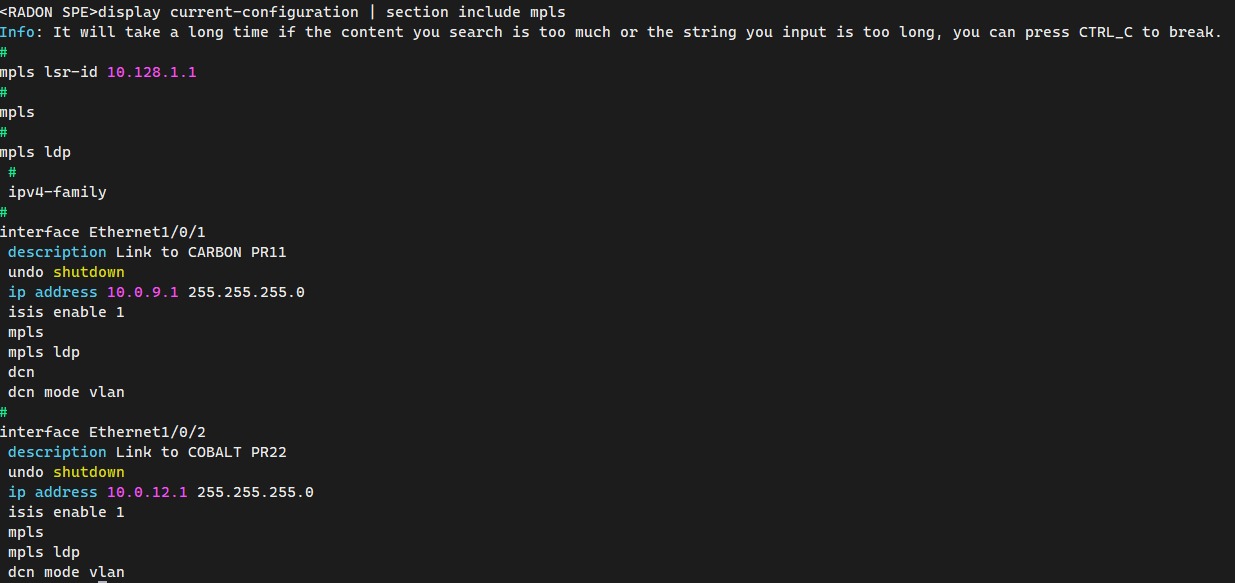 <RADON SPE>display current-configuration | section include mpls
Info: It will take a long time if the content you search is too much or the string you input is too long, you can press CTRL_C to break.
#
mpls lsr-id 10.128.1.1
#
mpls
#
mpls ldp
 #
 ipv4-family
#
interface Ethernet1/0/1
 description Link to CARBON PR11
 undo shutdown
 ip address 10.0.9.1 255.255.255.0
 isis enable 1
 mpls
 mpls ldp
 dcn
 dcn mode vlan
#
interface Ethernet1/0/2
 description Link to COBALT PR22
 undo shutdown
 ip address 10.0.12.1 255.255.255.0
 isis enable 1
 mpls
 mpls ldp
 dcn mode vlan